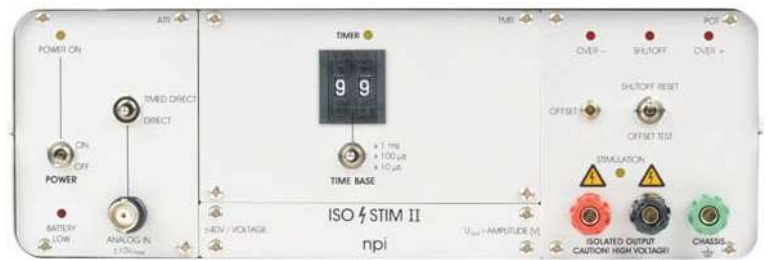 ATR
POWER ON
TIMED DIRECT
DIRECT
ON
OFF
POWER
BATTERY
LOW
ANALOG IN
TMR
TIMER
9 9
x 1 ms
x 100 µs
x 10 µs
TIME BASE
ISO STIM II
±40V / VOLTAGE
AMPLITUDE [V]
npi
POT
OVER -
SHUTOFF
OVER +
SHUTOFF RESET
OFFSET
OFFSET TEST
STIMULATION
ISOLATED OUTPUT
CAUTION! HIGH VOLTAGE!
CHASSIS